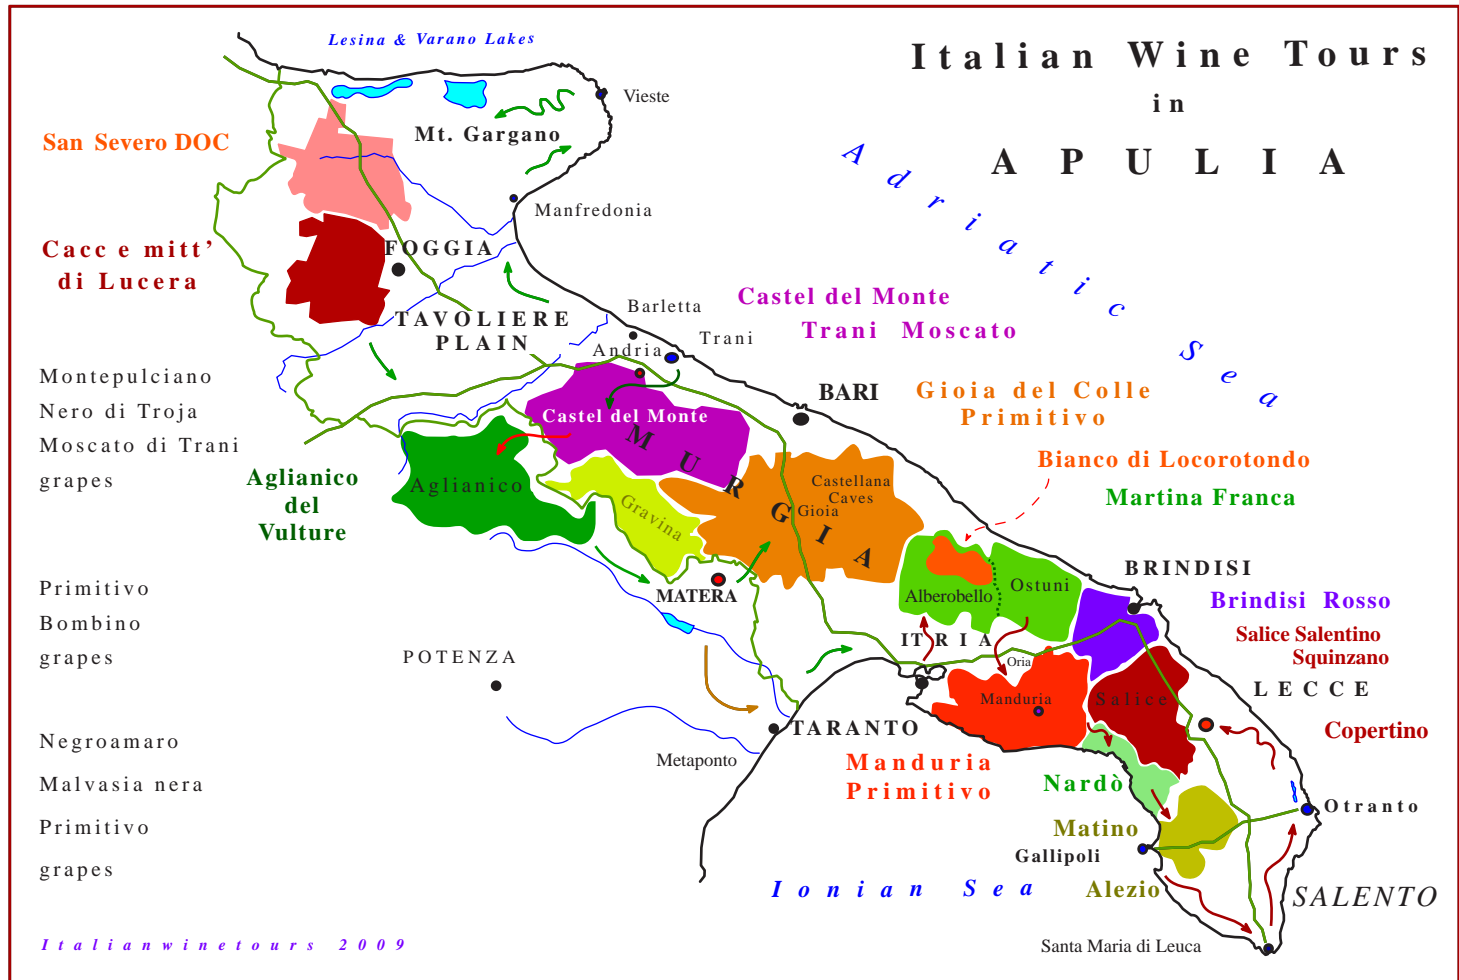 Lesina & Varano Lakes
Italian Wine Tours
in
APULIA
Vieste
Mt. Gargano
San Severo DOC
Adriatic Sea
Manfredonia
Cacc e mitt'
di Lucera
FOGGIA
TAVOLIERE
PLAIN
Barletta
Trani
Andria
Castel del Monte
Trani Moscato
Montepulciano
Nero di Troja
Moscato di Trani
grapes
BARI
Gioia del Colle
Primitivo
Castel del Monte
MURGIA
Bianco di Locorotondo
Martina Franca
Aglianico
del
Vulture
Aglianico
Gravina
Castellana
Caves
Gioia
MATERA
Alberobello
Ostuni
ITRIA
BRINDISI
Brindisi Rosso
Primitivo
Bombino
grapes
POTENZA
Salice Salentino
Squinzano
Oria
Manduria
Salice
LECCE
Copertino
TARANTO
Metaponto
Manduria
Primitivo
Negroamaro
Malvasia nera
Primitivo
grapes
Nardò
Matino
Gallipoli
Otranto
Ionian Sea
Alezio
SALENTO
Santa Maria di Leuca
Italianwinetours 2009